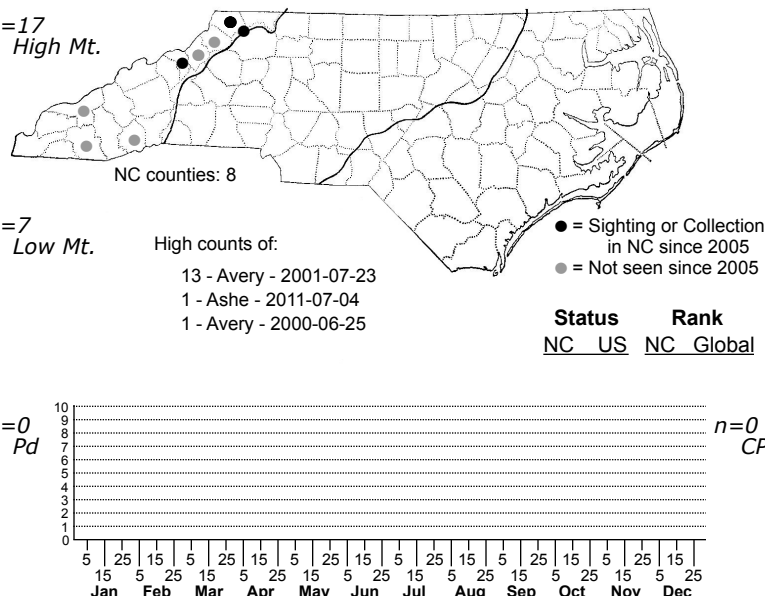 =17
High Mt.
NC counties: 8
=7
Low Mt.
High counts of:
13 - Avery - 2001-07-23
1 - Ashe - 2011-07-04
1 - Avery - 2000-06-25
● = Sighting or Collection
in NC since 2005
● = Not seen since 2005
Status Rank
NC US NC Global
=0
Pd
n=0
CP
10
9
8
7
6
5
4
3
2
1
0
5 25 15 5 25 15 5 25 15 5 25 15 5 25 15 5 25 15
15 5 25 15 5 25 15 5 25 15 5 25 15 5 25 15 5 25
Jan Feb Mar Apr May Jun Jul Aug Sep Oct Nov Dec